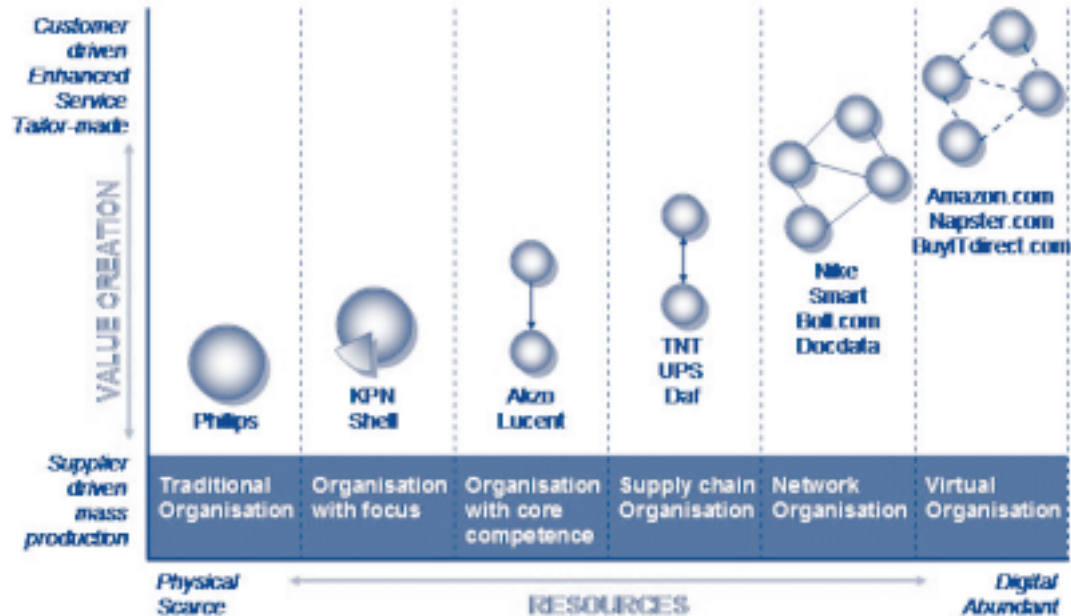 Customer
driven
Enhanced
Service
Tailor-made
VALUE CREATION
Supplier
driven
mass
production
Philips
KPN
Shell
Akzo
Lucent
TNT
UPS
Daf
Nike
Smart
Boll.com
Docdata
Amazon.com
Napster.com
BuyITdirect.com
Traditional
Organisation
Organisation
with focus
Organisation
with core
competence
Supply chain
Organisation
Network
Organisation
Virtual
Organisation
Physical
Scarce
RESOURCES
Digital
Abundant